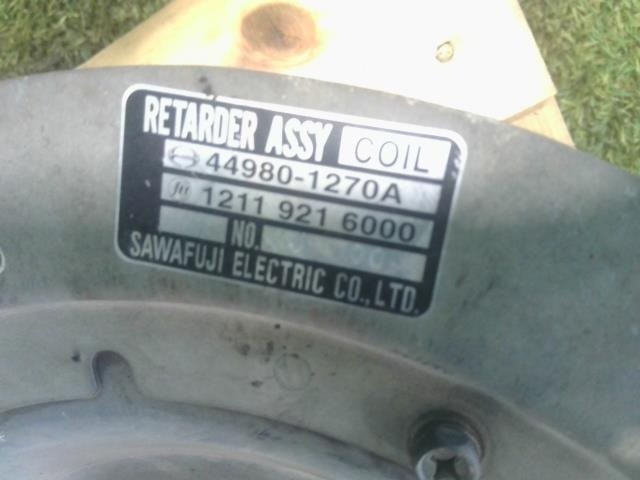 RETARDER ASSY COIL
44980-1270A
1211 921 6000
NO.
SAWAFUJI ELECTRIC CO., LTD.